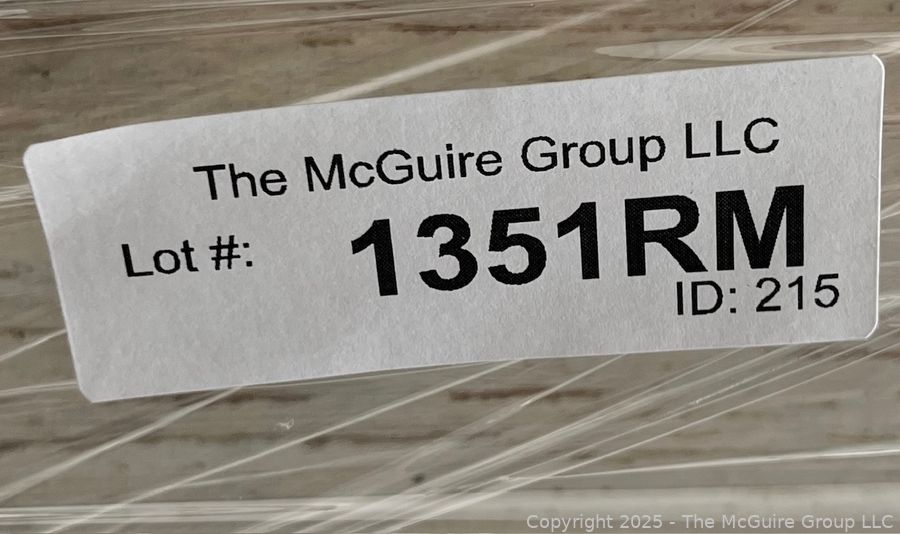 The McGuire Group LLC
Lot #: 1351RM
ID: 215
Copyright 2025 - The McGuire Group LLC